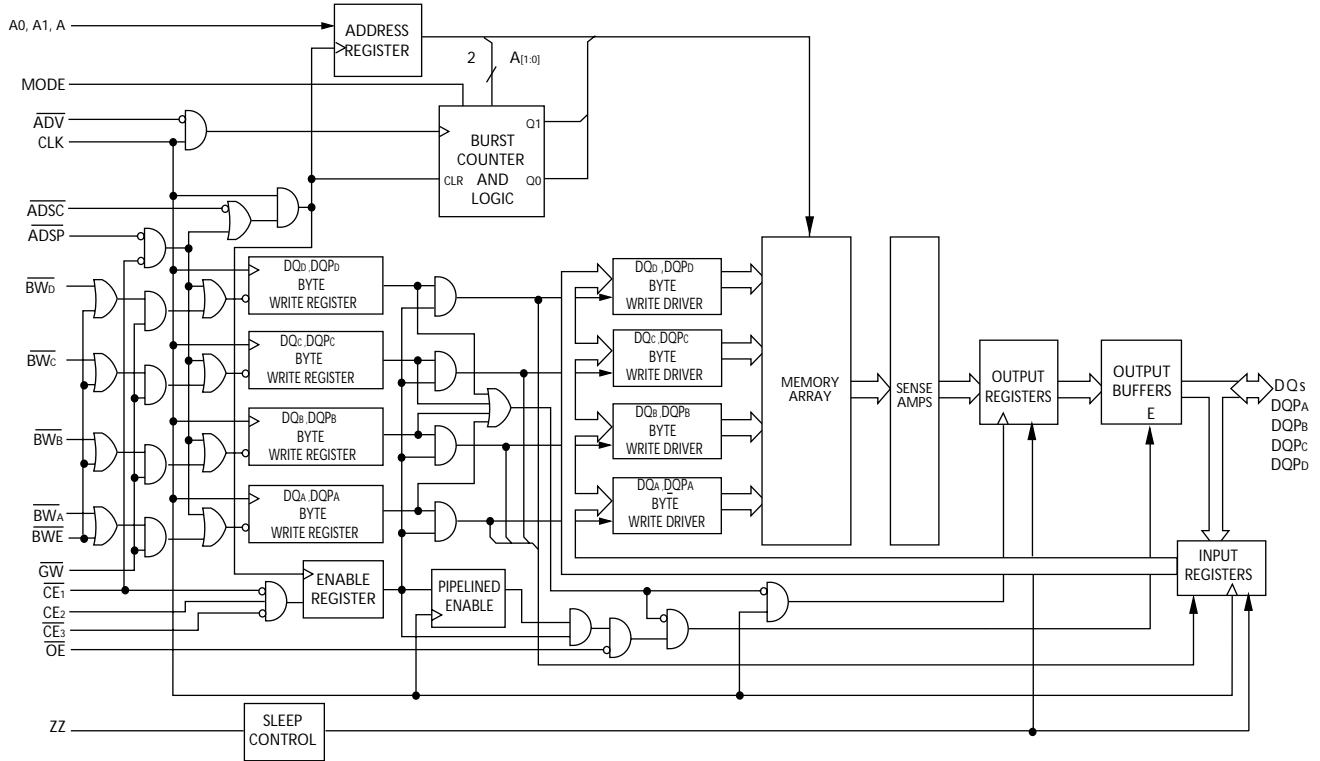 A0, A1, A
ADDRESS
REGISTER
2
A[1:0]
MODE
ADV
CLK
BURST
COUNTER
AND
LOGIC
CLR
Q1
Q0
ADSC
ADSP
BWD
DQD ,DQPD
BYTE
WRITE REGISTER
DQD ,DQPD
BYTE
WRITE DRIVER
BWC
DQC ,DQPC
BYTE
WRITE REGISTER
DQC ,DQPC
BYTE
WRITE DRIVER
MEMORY
ARRAY
SENSE
AMPS
OUTPUT
REGISTERS
OUTPUT
BUFFERS
E
DQs
DQPA
DQPB
DQPC
DQPD
BWB
DQB ,DQPB
BYTE
WRITE REGISTER
DQB ,DQPB
BYTE
WRITE DRIVER
BWA
BWE
DQA ,DQPA
BYTE
WRITE REGISTER
DQA ,DQPA
BYTE
WRITE DRIVER
GW
CE1
CE2
CE3
OE
ENABLE
REGISTER
PIPELINED
ENABLE
INPUT
REGISTERS
ZZ
SLEEP
CONTROL